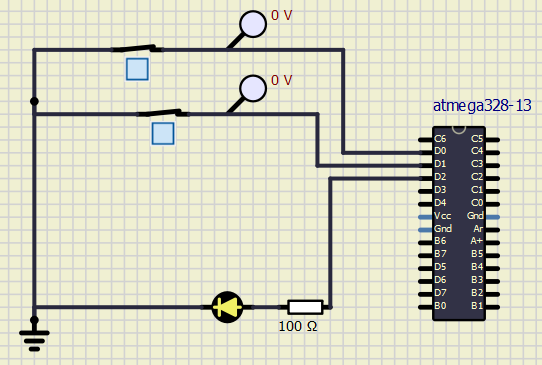 0 V
0 V
atmega328-13
C6 C5
D0 C4
D1 C3
D2 C2
D3 C1
D4 C0
Vcc Gnd
Gnd Ar
B6 A+
B7 B5
D5 B4
D6 B3
D7 B2
B0 B1
100 Ω